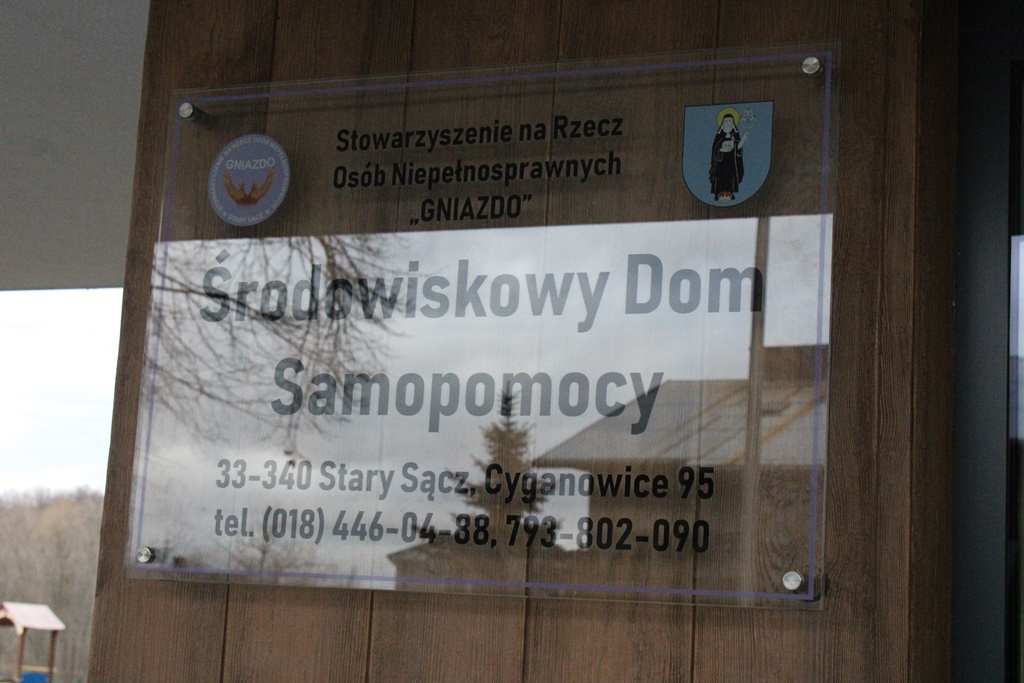 Stowarzyszenie na Rzecz
Osób Niepełnosprawnych
„GNIAZDO”
GNIAZDO
Środowiskowy Dom
Samopomocy
33-340 Stary Sącz, Cyganowice 95
tel. (018) 446-04-88, 793-802-090